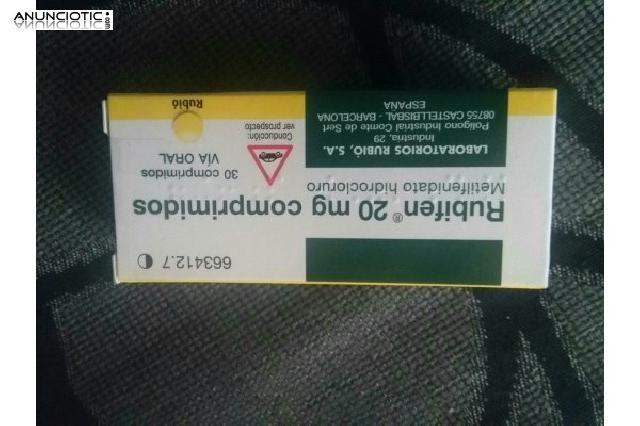 ANUNCIOTIC.com
663412.7
Rubifen® 20 mg comprimidos
Metilfenidato hidrocloruro
30 comprimidos
VÍA ORAL
Conducción:
ver prospecto
LABORATORIOS RUBIÓ, S.A.
Industria, 29
Polígono Industrial Comte de Sert
08755 CASTELLBISBAL - BARCELONA
ESPAÑA
Rubió